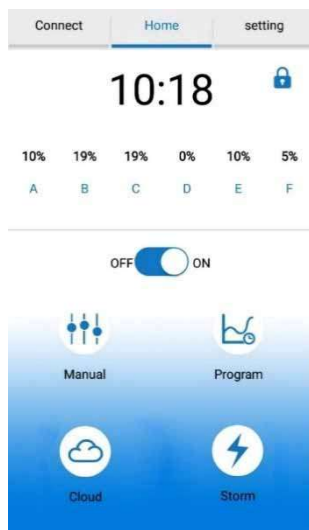 Connect Home setting
10:18
10% 19% 19% 0% 10% 5%
A B C D E F
OFF ON
Manual Program
Cloud Storm